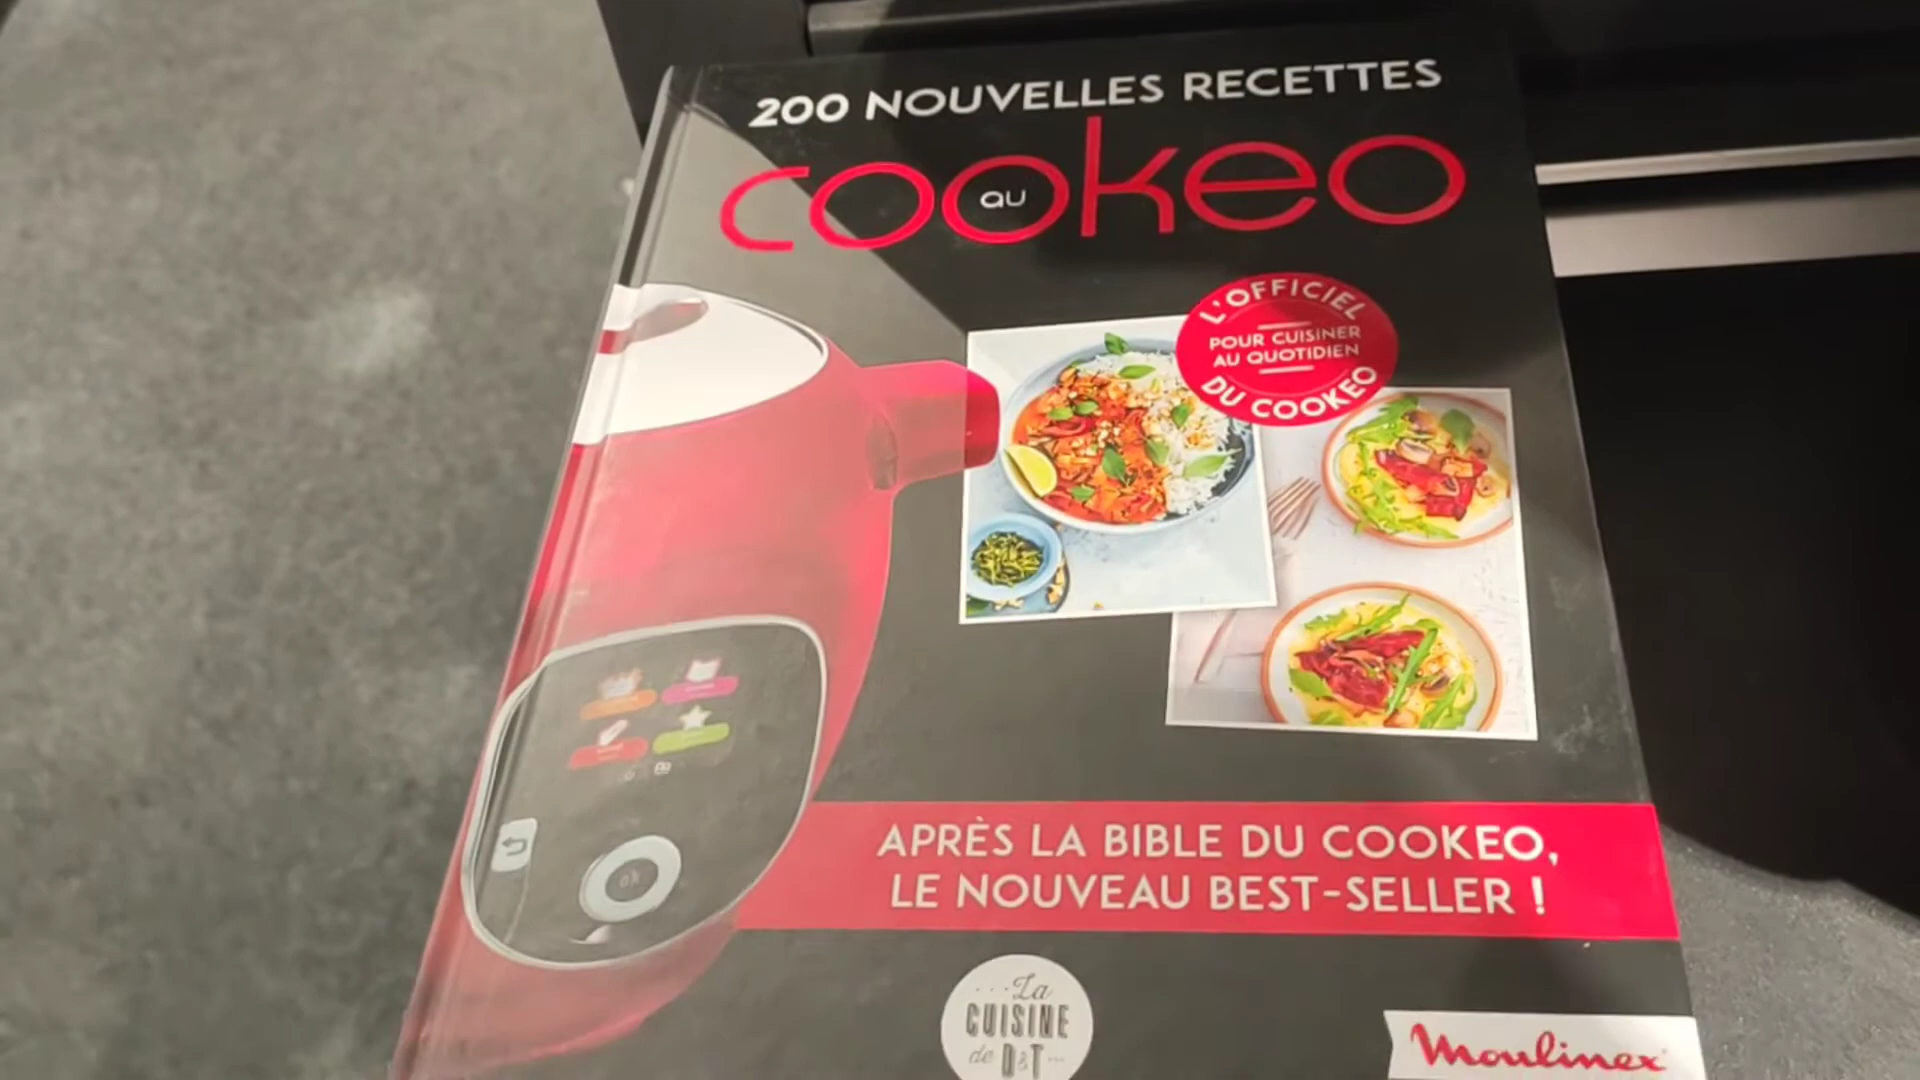 200 NOUVELLES RECETTES
au
cookeo
L'OFFICIEL
POUR CUISINER
AU QUOTIDIEN
DU COOKEO
APRÈS LA BIBLE DU COOKEO,
LE NOUVEAU BEST-SELLER !
...La
CUISINE
de D&T...
Moulinex